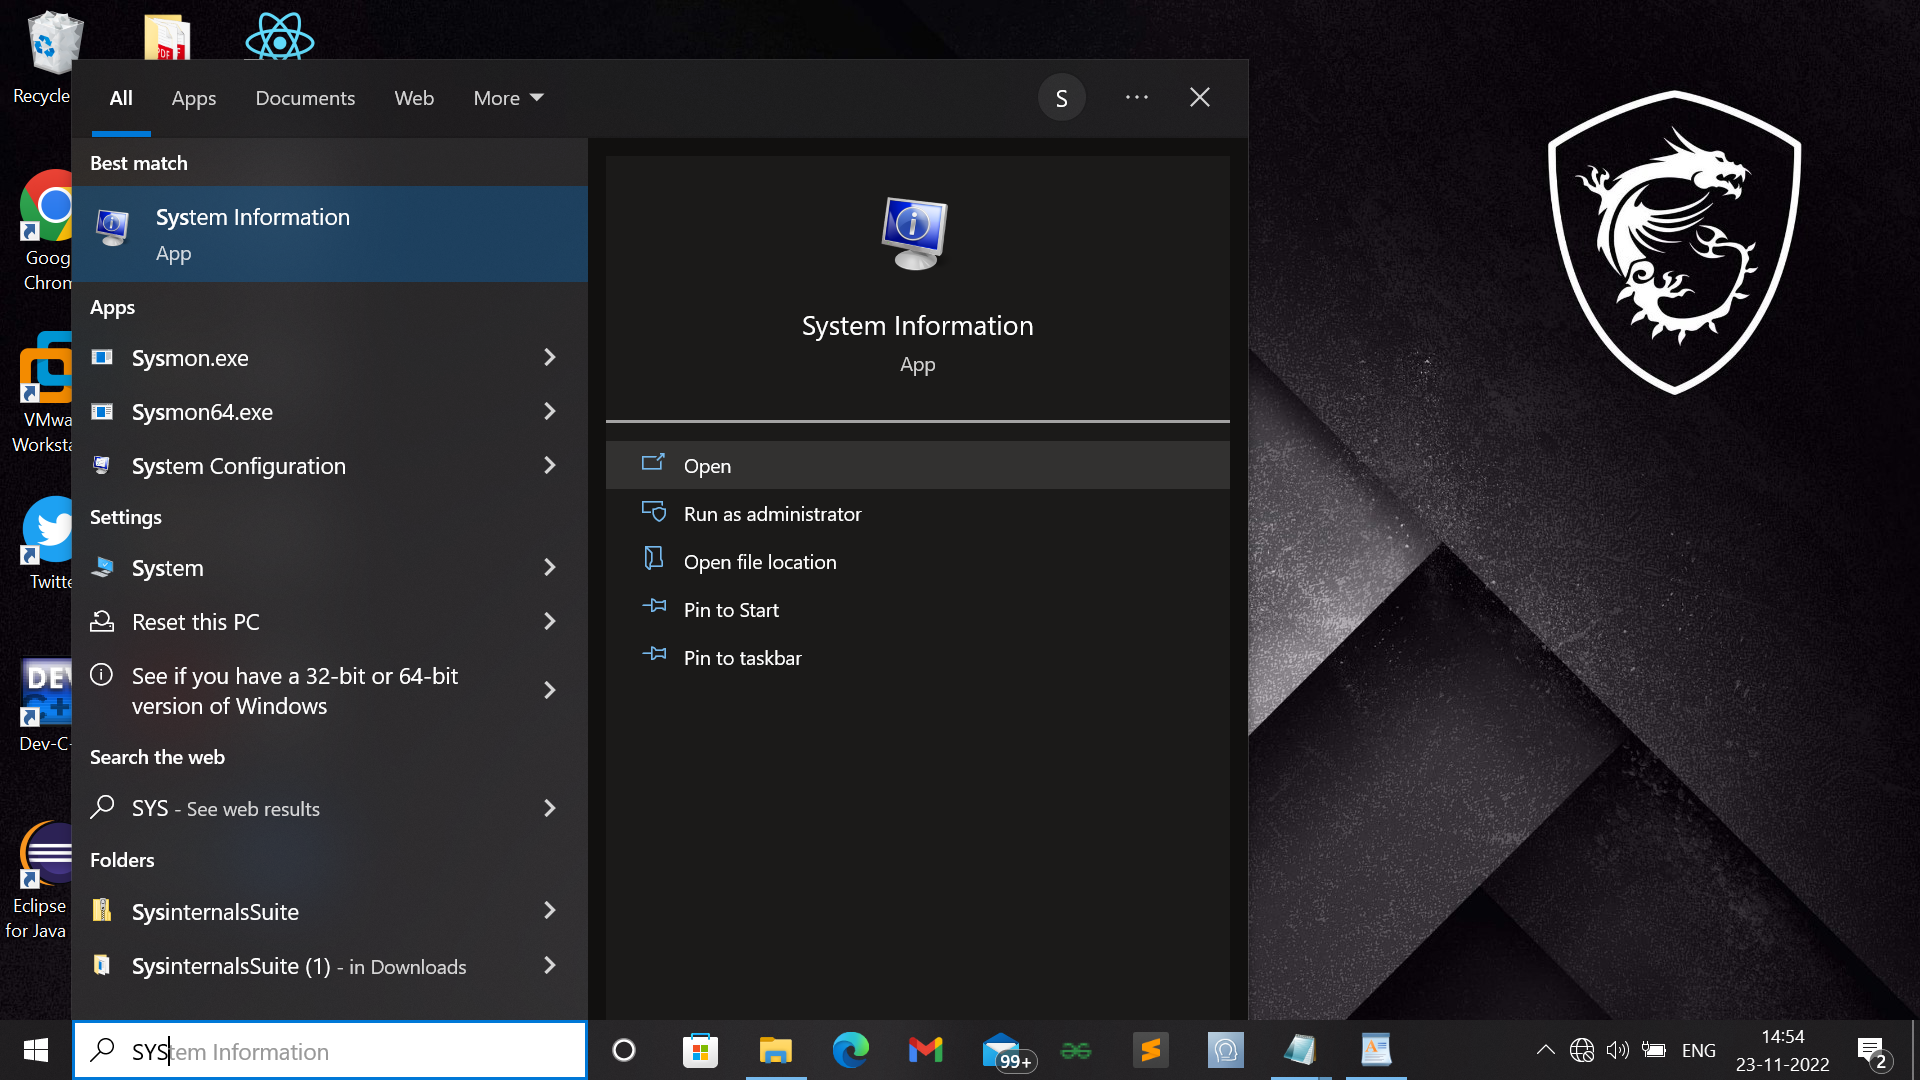 Recycle
PDF
All
Apps
Documents
Web
More
S
Best match
System Information
App
Apps
Sysmon.exe
Sysmon64.exe
System Configuration
Settings
System
Reset this PC
See if you have a 32-bit or 64-bit
version of Windows
Search the web
SYS - See web results
Folders
SysinternalsSuite
SysinternalsSuite (1) - in Downloads
System Information
App
Open
Run as administrator
Open file location
Pin to Start
Pin to taskbar
Goog
Chrom
VMwa
Worksta
Twitte
DEV
C+
Dev-C-
Eclipse
for Java
SYStem Information
99+
ENG
14:54
23-11-2022
2